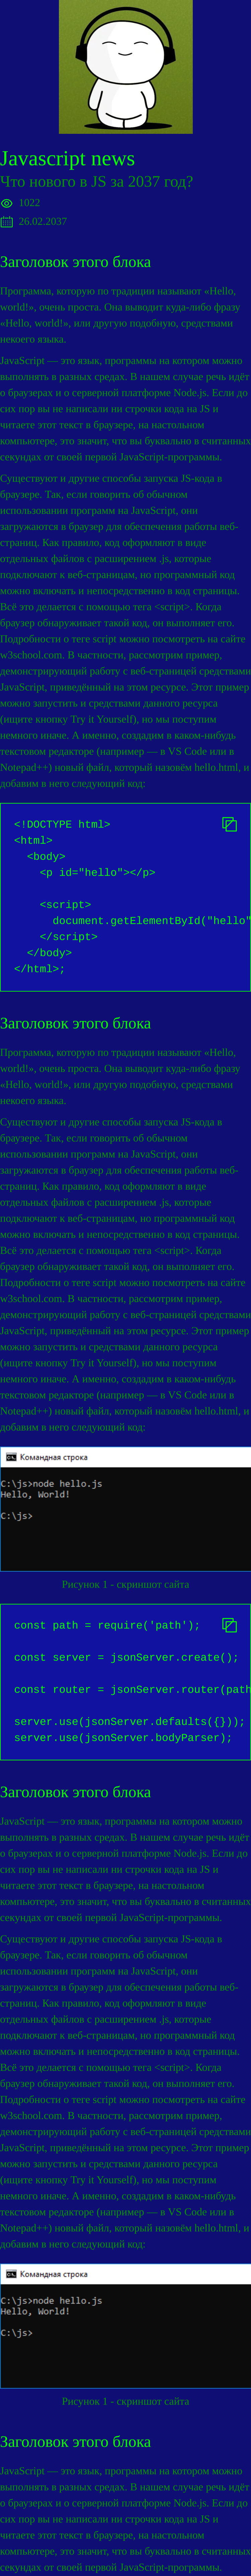 Javascript news
Что нового в JS за 2037 год?
1022
26.02.2037
Заголовок этого блока
Программа, которую по традиции называют «Hello,
world!», очень проста. Она выводит куда-либо фразу
«Hello, world!», или другую подобную, средствами
некоего языка.
JavaScript — это язык, программы на котором можно
выполнять в разных средах. В нашем случае речь идёт
о браузерах и о серверной платформе Node.js. Если до
сих пор вы не написали ни строчки кода на JS и
читаете этот текст в браузере, на настольном
компьютере, это значит, что вы буквально в считанных
секундах от своей первой JavaScript-программы.
Существуют и другие способы запуска JS-кода в
браузере. Так, если говорить об обычном
использовании программ на JavaScript, они
загружаются в браузер для обеспечения работы веб-
страниц. Как правило, код оформляют в виде
отдельных файлов с расширением .js, которые
подключают к веб-страницам, но программный код
можно включать и непосредственно в код страницы.
Всё это делается с помощью тега <script>. Когда
браузер обнаруживает такой код, он выполняет его.
Подробности о теге script можно посмотреть на сайте
w3school.com. В частности, рассмотрим пример,
демонстрирующий работу с веб-страницей средствами
JavaScript, приведённый на этом ресурсе. Этот пример
можно запустить и средствами данного ресурса
(ищите кнопку Try it Yourself), но мы поступим
немного иначе. А именно, создадим в каком-нибудь
текстовом редакторе (например — в VS Code или в
Notepad++) новый файл, который назовём hello.html, и
добавим в него следующий код:
<!DOCTYPE html>
<html>
<body>
<p id="hello"></p>
<script>
document.getElementById("hello"
</script>
</body>
</html>;
Заголовок этого блока
Программа, которую по традиции называют «Hello,
world!», очень проста. Она выводит куда-либо фразу
«Hello, world!», или другую подобную, средствами
некоего языка.
Существуют и другие способы запуска JS-кода в
браузере. Так, если говорить об обычном
использовании программ на JavaScript, они
загружаются в браузер для обеспечения работы веб-
страниц. Как правило, код оформляют в виде
отдельных файлов с расширением .js, которые
подключают к веб-страницам, но программный код
можно включать и непосредственно в код страницы.
Всё это делается с помощью тега <script>. Когда
браузер обнаруживает такой код, он выполняет его.
Подробности о теге script можно посмотреть на сайте
w3school.com. В частности, рассмотрим пример,
демонстрирующий работу с веб-страницей средствами
JavaScript, приведённый на этом ресурсе. Этот пример
можно запустить и средствами данного ресурса
(ищите кнопку Try it Yourself), но мы поступим
немного иначе. А именно, создадим в каком-нибудь
текстовом редакторе (например — в VS Code или в
Notepad++) новый файл, который назовём hello.html, и
добавим в него следующий код:
Командная строка
C:\js>node hello.js
Hello, World!
C:\js>
Рисунок 1 - скриншот сайта
const path = require('path');
const server = jsonServer.create();
const router = jsonServer.router(path
server.use(jsonServer.defaults({}));
server.use(jsonServer.bodyParser);
Заголовок этого блока
JavaScript — это язык, программы на котором можно
выполнять в разных средах. В нашем случае речь идёт
о браузерах и о серверной платформе Node.js. Если до
сих пор вы не написали ни строчки кода на JS и
читаете этот текст в браузере, на настольном
компьютере, это значит, что вы буквально в считанных
секундах от своей первой JavaScript-программы.
Существуют и другие способы запуска JS-кода в
браузере. Так, если говорить об обычном
использовании программ на JavaScript, они
загружаются в браузер для обеспечения работы веб-
страниц. Как правило, код оформляют в виде
отдельных файлов с расширением .js, которые
подключают к веб-страницам, но программный код
можно включать и непосредственно в код страницы.
Всё это делается с помощью тега <script>. Когда
браузер обнаруживает такой код, он выполняет его.
Подробности о теге script можно посмотреть на сайте
w3school.com. В частности, рассмотрим пример,
демонстрирующий работу с веб-страницей средствами
JavaScript, приведённый на этом ресурсе. Этот пример
можно запустить и средствами данного ресурса
(ищите кнопку Try it Yourself), но мы поступим
немного иначе. А именно, создадим в каком-нибудь
текстовом редакторе (например — в VS Code или в
Notepad++) новый файл, который назовём hello.html, и
добавим в него следующий код:
Командная строка
C:\js>node hello.js
Hello, World!
C:\js>
Рисунок 1 - скриншот сайта
Заголовок этого блока
JavaScript — это язык, программы на котором можно
выполнять в разных средах. В нашем случае речь идёт
о браузерах и о серверной платформе Node.js. Если до
сих пор вы не написали ни строчки кода на JS и
читаете этот текст в браузере, на настольном
компьютере, это значит, что вы буквально в считанных
секундах от своей первой JavaScript-программы.